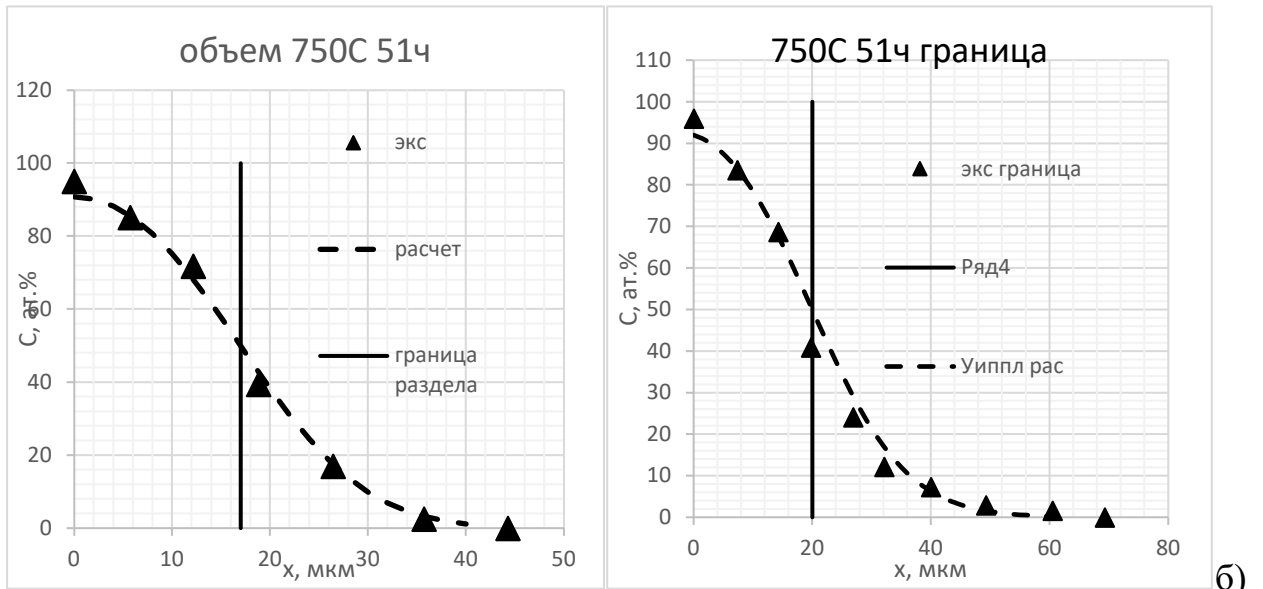 объем 750С 51ч
120
100
80
60
40
20
0
С, ат.%
0 10 20 30 40 50
х, мкм
экс
расчет
граница
раздела
750С 51ч граница
110
100
90
80
70
60
50
40
30
20
10
0
С, ат.%
0 20 40 60 80
х, мкм
экс граница
Ряд4
Уиппл рас
б)